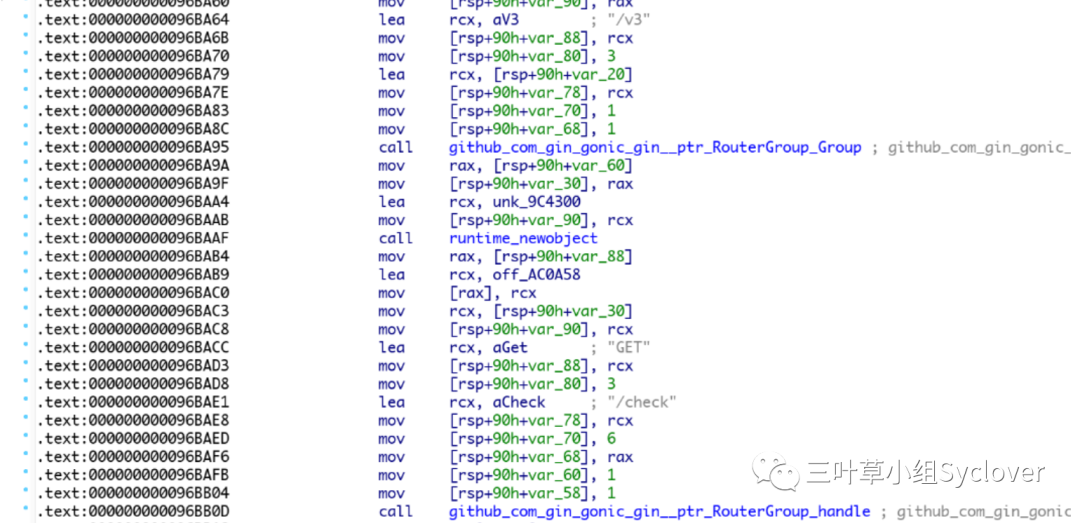 .text:000000000096BA60 mov [rsp+90h+var_90], rax
.text:000000000096BA64 lea rcx, aV3 ; "/v3"
.text:000000000096BA6B mov [rsp+90h+var_88], rcx
.text:000000000096BA70 mov [rsp+90h+var_80], 3
.text:000000000096BA79 lea rcx, [rsp+90h+var_20]
.text:000000000096BA7E mov [rsp+90h+var_78], rcx
.text:000000000096BA83 mov [rsp+90h+var_70], 1
.text:000000000096BA8C mov [rsp+90h+var_68], 1
.text:000000000096BA95 call github_com_gin_gonic_gin__ptr_RouterGroup_Group ; github_com_gin_gonic_
.text:000000000096BA9A mov rax, [rsp+90h+var_60]
.text:000000000096BA9F mov [rsp+90h+var_30], rax
.text:000000000096BAA4 lea rcx, unk_9C4300
.text:000000000096BAAB mov [rsp+90h+var_90], rcx
.text:000000000096BAAF call runtime_newobject
.text:000000000096BAB4 mov rax, [rsp+90h+var_88]
.text:000000000096BAB9 lea rcx, off_AC0A58
.text:000000000096BAC0 mov [rax], rcx
.text:000000000096BAC3 mov rcx, [rsp+90h+var_30]
.text:000000000096BAC8 mov [rsp+90h+var_90], rcx
.text:000000000096BACC lea rcx, aGet ; "GET"
.text:000000000096BAD3 mov [rsp+90h+var_88], rcx
.text:000000000096BAD8 mov [rsp+90h+var_80], 3
.text:000000000096BAE1 lea rcx, aCheck ; "/check"
.text:000000000096BAE8 mov [rsp+90h+var_78], rcx
.text:000000000096BAED mov [rsp+90h+var_70], 6
.text:000000000096BAF6 mov [rsp+90h+var_68], rax
.text:000000000096BAFB mov [rsp+90h+var_60], 1
.text:000000000096BB04 mov [rsp+90h+var_58], 1
.text:000000000096BB0D call github_com_gin_gonic_gin__ptr_RouterGroup_handle ; github_com_gin_gonic
三叶草小组Syclover